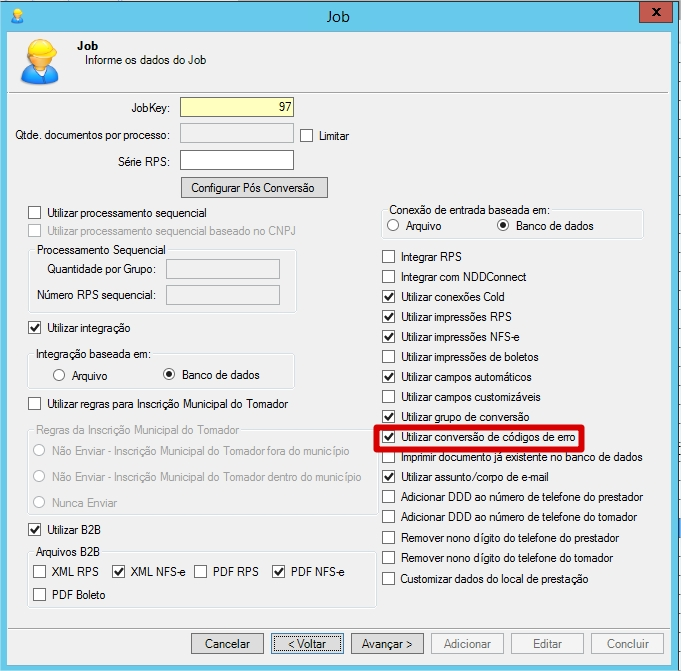 Job
X
Job
Informe os dados do Job
JobKey: 97
Qtde. documentos por processo:
Limitar
Série RPS:
Configurar Pós Conversão
Utilizar processamento sequencial
Utilizar processamento sequencial baseado no CNPJ
Processamento Sequencial
Quantidade por Grupo:
Número RPS sequencial:
Utilizar integração
Integração baseada em:
Arquivo
Banco de dados
Utilizar regras para Inscrição Municipal do Tomador
Regras da Inscrição Municipal do Tomador
Não Enviar - Inscrição Municipal do Tomador fora do município
Não Enviar - Inscrição Municipal do Tomador dentro do município
Nunca Enviar
Utilizar B2B
Arquivos B2B
XML RPS
XML NFS-e
PDF RPS
PDF NFS-e
PDF Boleto
Conexão de entrada baseada em:
Arquivo
Banco de dados
Integrar RPS
Integrar com NDDConnect
Utilizar conexões Cold
Utilizar impressões RPS
Utilizar impressões NFS-e
Utilizar impressões de boletos
Utilizar campos automáticos
Utilizar campos customizáveis
Utilizar grupo de conversão
Utilizar conversão de códigos de erro
Imprimir documento já existente no banco de dados
Utilizar assunto/corpo de e-mail
Adicionar DDD ao número de telefone do prestador
Adicionar DDD ao número de telefone do tomador
Remover nono dígito do telefone do prestador
Remover nono dígito do telefone do tomador
Customizar dados do local de prestação
Cancelar
< Voltar
Avançar >
Adicionar
Editar
Concluir